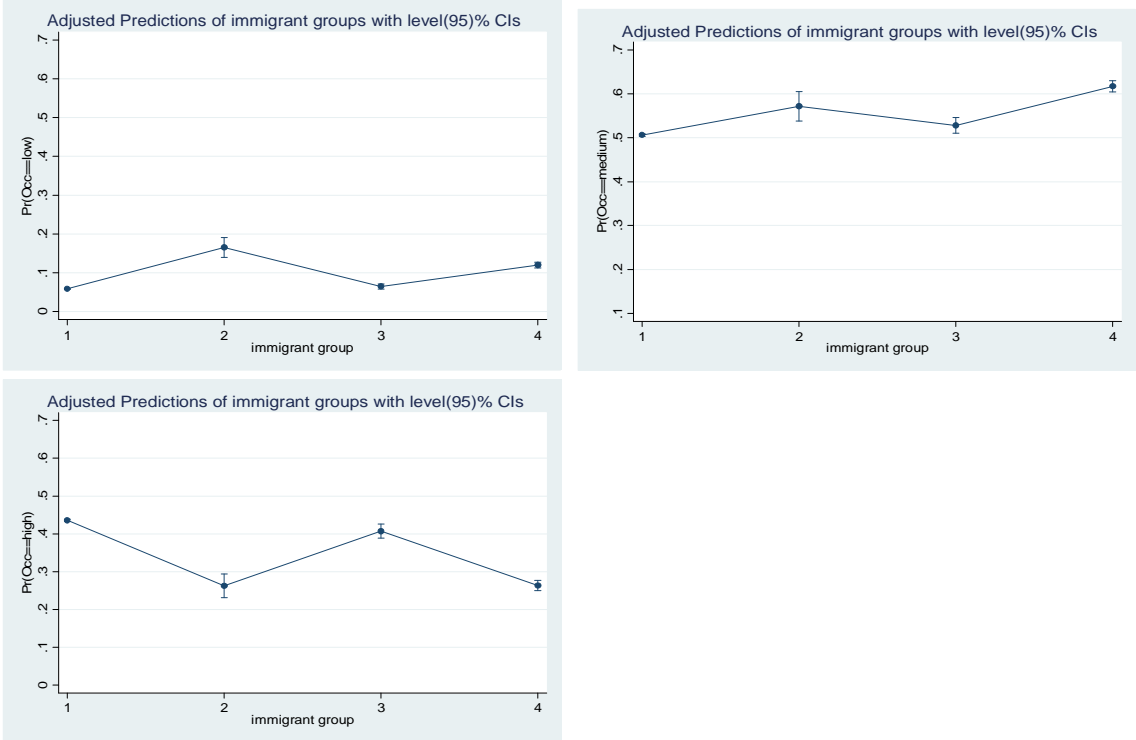 Adjusted Predictions of immigrant groups with level(95)% CIs
Pr(Occ==low)
.7
.6
.5
.4
.3
.2
.1
0
1 2 3 4
immigrant group
Adjusted Predictions of immigrant groups with level(95)% CIs
Pr(Occ==medium)
.7
.6
.5
.4
.3
.2
.1
1 2 3 4
immigrant group
Adjusted Predictions of immigrant groups with level(95)% CIs
Pr(Occ==high)
.7
.6
.5
.4
.3
.2
.1
0
1 2 3 4
immigrant group